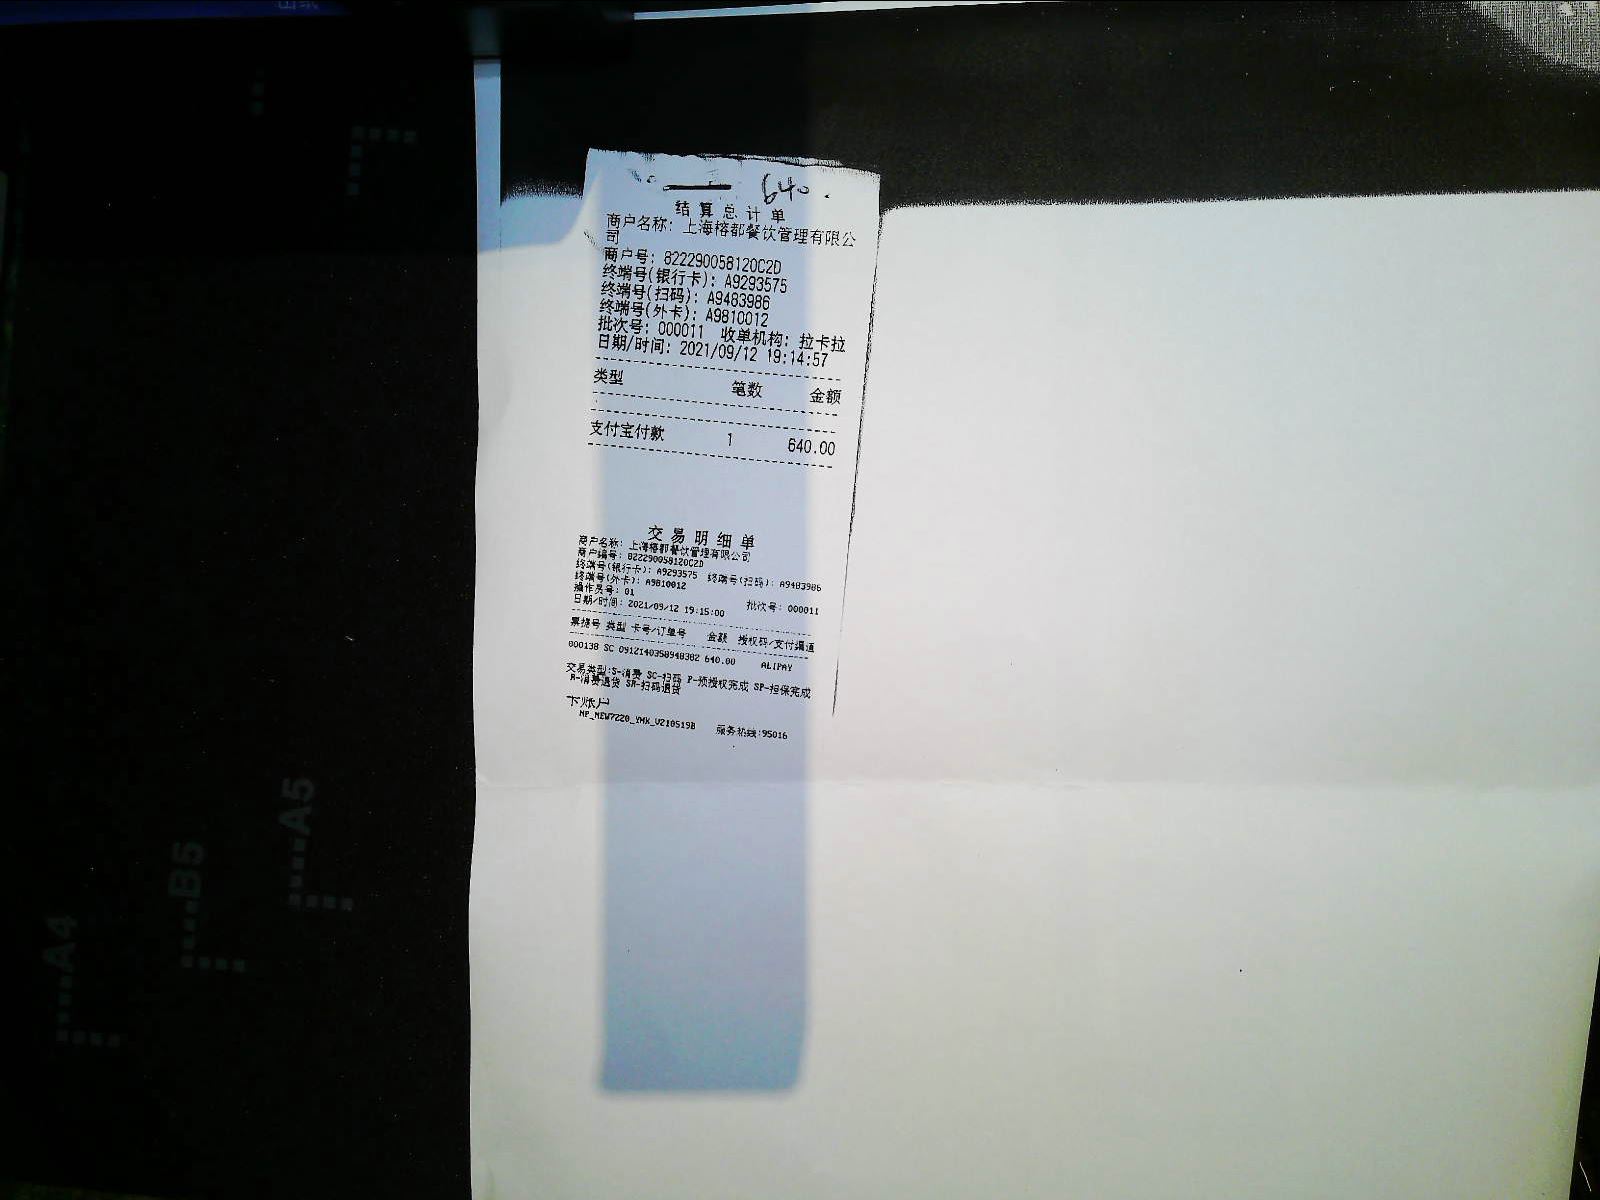 640.
结算总计单
商户名称: 上海榕都餐饮管理有限公
司
商户号: 822290058120C2D
终端号(银行卡): A9293575
终端号(扫码): A9483986
终端号(外卡): A9810012
批次号: 000011 收单机构: 拉卡拉
日期/时间: 2021/09/12 19:14:57
类型 笔数 金额
支付宝付款 1 640.00
交易明细单
商户名称: 上海榕都餐饮管理有限公司
商户编号: 822290058120C2D
终端号(银行卡): A9293575 终端号(扫码): A9483986
终端号(外卡): A9810012
操作员号: 01 批次号: 000011
日期/时间: 2021/09/12 19:15:00
票据号 类型 卡号/订单号 金额 授权码/支付渠道
000138 SC 0912140358948382 640.00 ALIPAY
交易类型:S-消费 SC-扫码 P-预授权完成 SP-担保完成
R-消费退货 SR-扫码退货
卡账户
MP_NEW7220_YMK_V210519B 服务热线:95016
A5
B5
A4